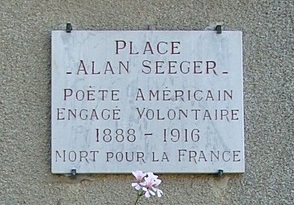 PLACE
-ALAN SEEGER-
POÈTE AMÉRICAIN
ENGAGÉ VOLONTAIRE
1888 - 1916
MORT POUR LA FRANCE